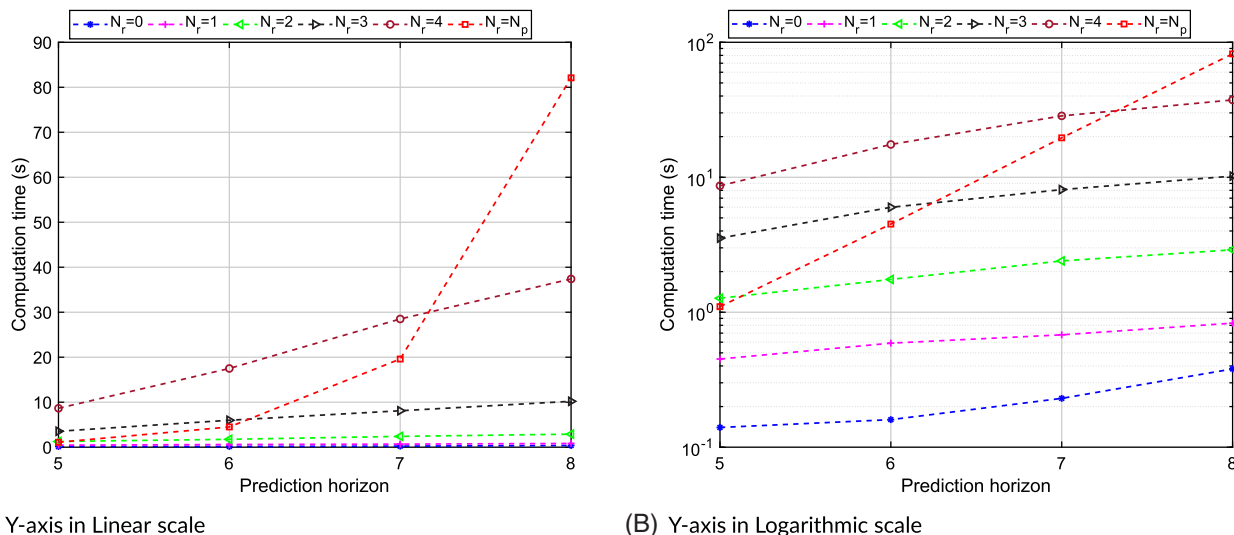 N_r=0 N_r=1 N_r=2 N_r=3 N_r=4 N_r=N_p
90
80
70
60
50
40
30
20
10
0
Computation time (s)
5 6 7 8
Prediction horizon
Y-axis in Linear scale
N_r=0 N_r=1 N_r=2 N_r=3 N_r=4 N_r=N_p
10^2
10^1
10^0
10^-1
Computation time (s)
5 6 7 8
Prediction horizon
(B) Y-axis in Logarithmic scale